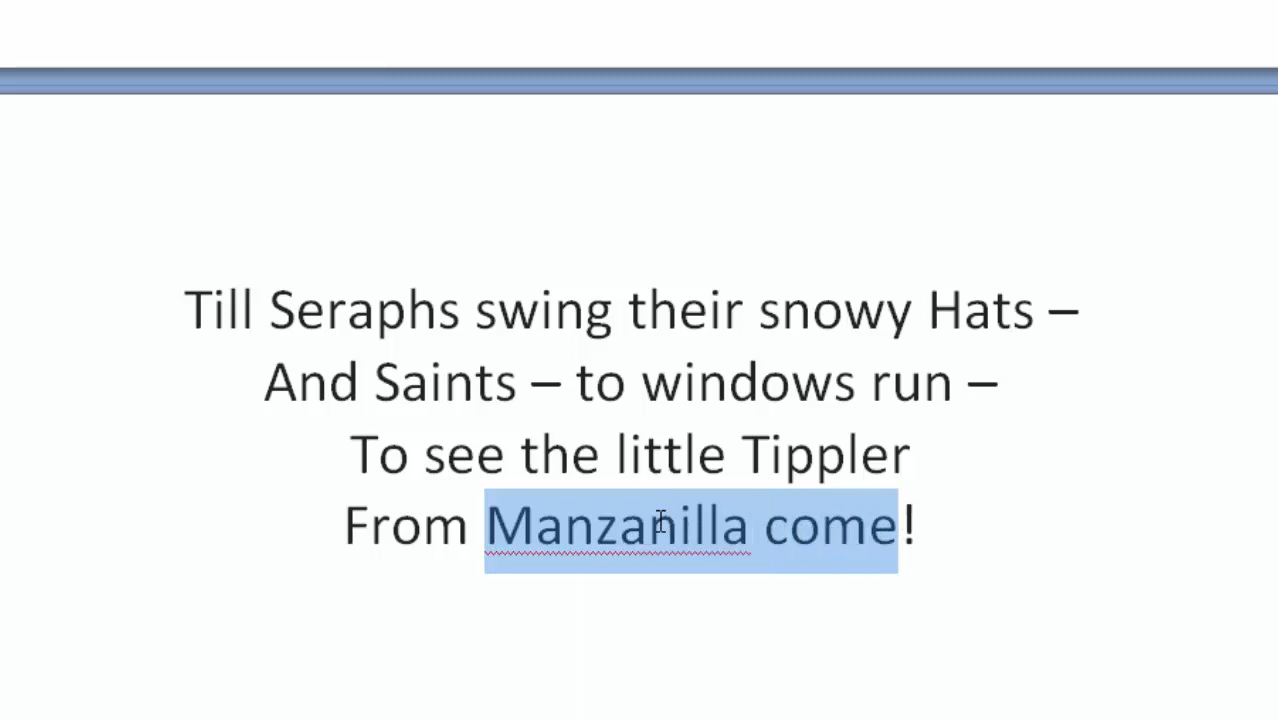 Till Seraphs swing their snowy Hats –
And Saints – to windows run –
To see the little Tippler
From Manzanilla come!